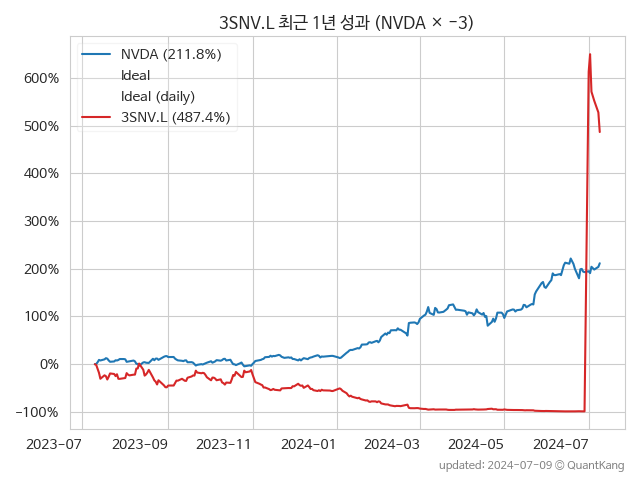 3SNV.L 최근 1년 성과 (NVDA × −3)
NVDA (211.8%)
Ideal
Ideal (daily)
3SNV.L (487.4%)
600%
500%
400%
300%
200%
100%
0%
−100%
2023-07 2023-09 2023-11 2024-01 2024-03 2024-05 2024-07
updated: 2024-07-09 © QuantKang